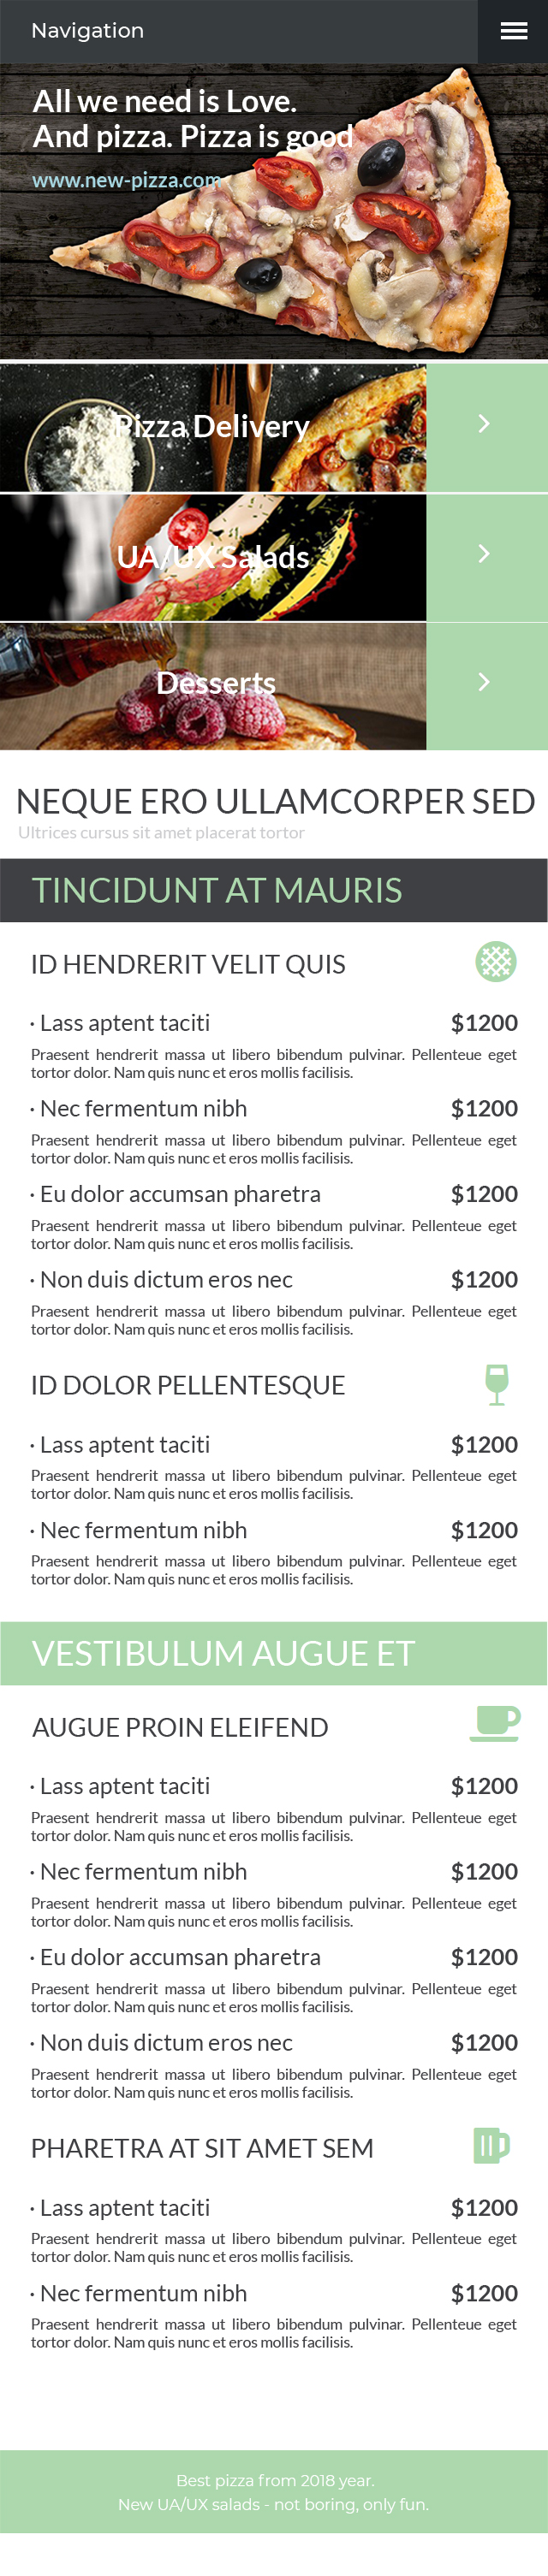 Navigation
All we need is Love.
And pizza. Pizza is good
www.new-pizza.com
Pizza Delivery
UA/UX Salads
Desserts
NEQUE ERO ULLAMCORPER SED
Ultrices cursus sit amet placerat tortor
TINCIDUNT AT MAURIS
ID HENDRERIT VELIT QUIS
· Lass aptent taciti $1200
Praesent hendrerit massa ut libero bibendum pulvinar. Pellenteue eget
tortor dolor. Nam quis nunc et eros mollis facilisis.
· Nec fermentum nibh $1200
Praesent hendrerit massa ut libero bibendum pulvinar. Pellenteue eget
tortor dolor. Nam quis nunc et eros mollis facilisis.
· Eu dolor accumsan pharetra $1200
Praesent hendrerit massa ut libero bibendum pulvinar. Pellenteue eget
tortor dolor. Nam quis nunc et eros mollis facilisis.
· Non duis dictum eros nec $1200
Praesent hendrerit massa ut libero bibendum pulvinar. Pellenteue eget
tortor dolor. Nam quis nunc et eros mollis facilisis.
ID DOLOR PELLENTESQUE
· Lass aptent taciti $1200
Praesent hendrerit massa ut libero bibendum pulvinar. Pellenteue eget
tortor dolor. Nam quis nunc et eros mollis facilisis.
· Nec fermentum nibh $1200
Praesent hendrerit massa ut libero bibendum pulvinar. Pellenteue eget
tortor dolor. Nam quis nunc et eros mollis facilisis.
VESTIBULUM AUGUE ET
AUGUE PROIN ELEIFEND
· Lass aptent taciti $1200
Praesent hendrerit massa ut libero bibendum pulvinar. Pellenteue eget
tortor dolor. Nam quis nunc et eros mollis facilisis.
· Nec fermentum nibh $1200
Praesent hendrerit massa ut libero bibendum pulvinar. Pellenteue eget
tortor dolor. Nam quis nunc et eros mollis facilisis.
· Eu dolor accumsan pharetra $1200
Praesent hendrerit massa ut libero bibendum pulvinar. Pellenteue eget
tortor dolor. Nam quis nunc et eros mollis facilisis.
· Non duis dictum eros nec $1200
Praesent hendrerit massa ut libero bibendum pulvinar. Pellenteue eget
tortor dolor. Nam quis nunc et eros mollis facilisis.
PHARETRA AT SIT AMET SEM
· Lass aptent taciti $1200
Praesent hendrerit massa ut libero bibendum pulvinar. Pellenteue eget
tortor dolor. Nam quis nunc et eros mollis facilisis.
· Nec fermentum nibh $1200
Praesent hendrerit massa ut libero bibendum pulvinar. Pellenteue eget
tortor dolor. Nam quis nunc et eros mollis facilisis.
Best pizza from 2018 year.
New UA/UX salads - not boring, only fun.